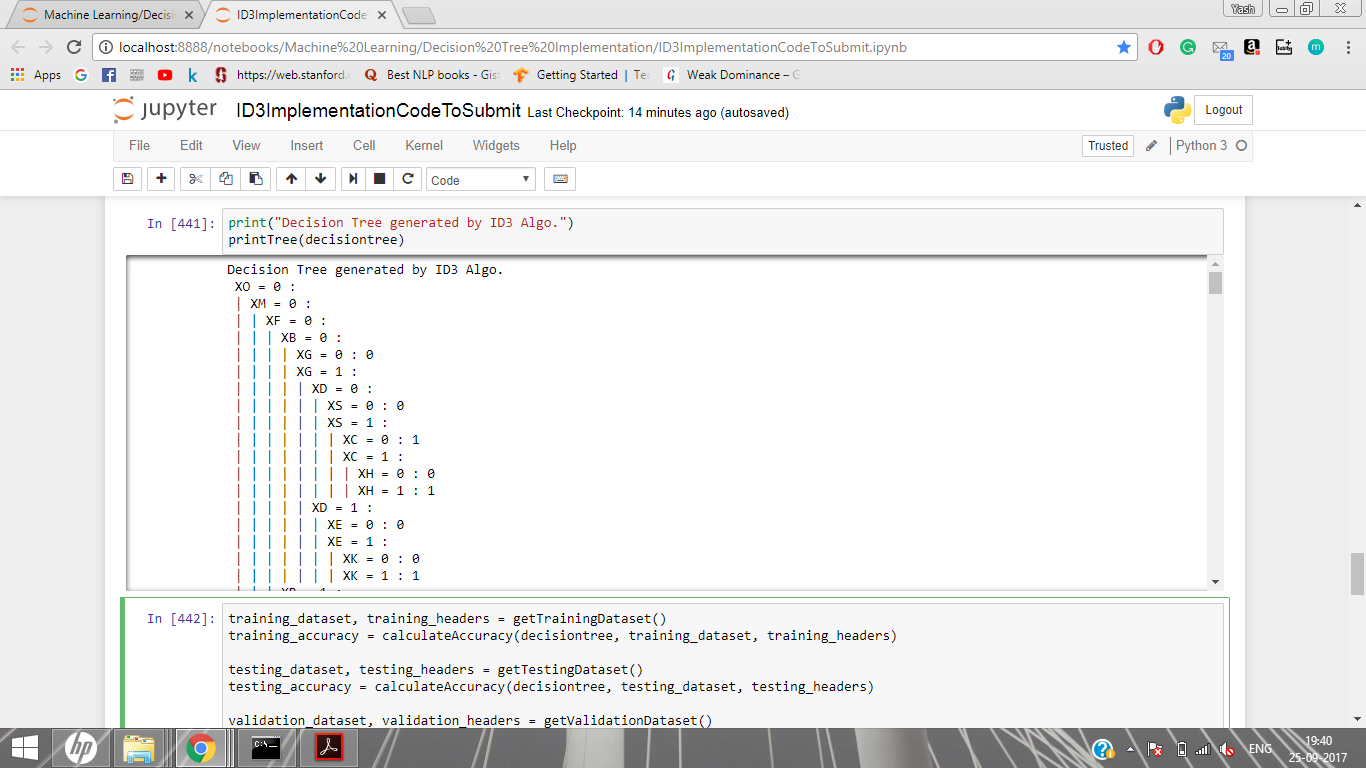 Machine Learning/Decisi
ID3ImplementationCode
Yash
localhost:8888/notebooks/Machine%20Learning/Decision%20Tree%20Implementation/ID3ImplementationCodeToSubmit.ipynb
20
Apps
https://web.stanford.
Best NLP books - Gis
Getting Started | Te
Weak Dominance – G
jupyter ID3ImplementationCodeToSubmit Last Checkpoint: 14 minutes ago (autosaved)
Logout
File Edit View Insert Cell Kernel Widgets Help
Trusted
Python 3
Code
In [441]: print("Decision Tree generated by ID3 Algo.")
printTree(decisiontree)
Decision Tree generated by ID3 Algo.
XO = 0 :
| XM = 0 :
| | XF = 0 :
| | | XB = 0 :
| | | | XG = 0 : 0
| | | | XG = 1 :
| | | | | XD = 0 :
| | | | | | XS = 0 : 0
| | | | | | XS = 1 :
| | | | | | | XC = 0 : 1
| | | | | | | XC = 1 :
| | | | | | | | XH = 0 : 0
| | | | | | | | XH = 1 : 1
| | | | | XD = 1 :
| | | | | | XE = 0 : 0
| | | | | | XE = 1 :
| | | | | | | XK = 0 : 0
| | | | | | | XK = 1 : 1
| | | XB = 1 :
In [442]: training_dataset, training_headers = getTrainingDataset()
training_accuracy = calculateAccuracy(decisiontree, training_dataset, training_headers)
testing_dataset, testing_headers = getTestingDataset()
testing_accuracy = calculateAccuracy(decisiontree, testing_dataset, testing_headers)
validation_dataset, validation_headers = getValidationDataset()
hp
C:\
ENG
19:40
25-09-2017